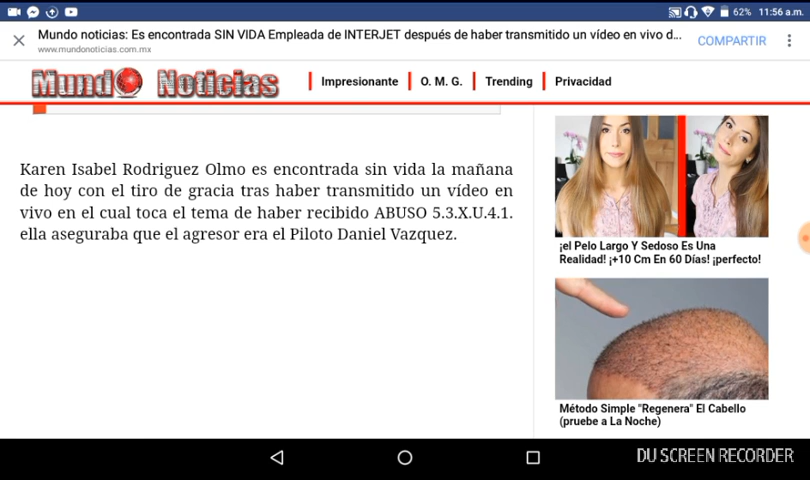 62% 11:56 a.m.
Mundo noticias: Es encontrada SIN VIDA Empleada de INTERJET después de haber transmitido un vídeo en vivo d...
www.mundonoticias.com.mx
COMPARTIR
Mundo Noticias
Impresionante
O. M. G.
Trending
Privacidad
Karen Isabel Rodriguez Olmo es encontrada sin vida la mañana
de hoy con el tiro de gracia tras haber transmitido un vídeo en
vivo en el cual toca el tema de haber recibido ABUSO 5.3.X.U.4.1.
ella aseguraba que el agresor era el Piloto Daniel Vazquez.
¡el Pelo Largo Y Sedoso Es Una
Realidad! ¡+10 Cm En 60 Días! ¡perfecto!
Método Simple "Regenera" El Cabello
(pruebe a La Noche)
DU SCREEN RECORDER